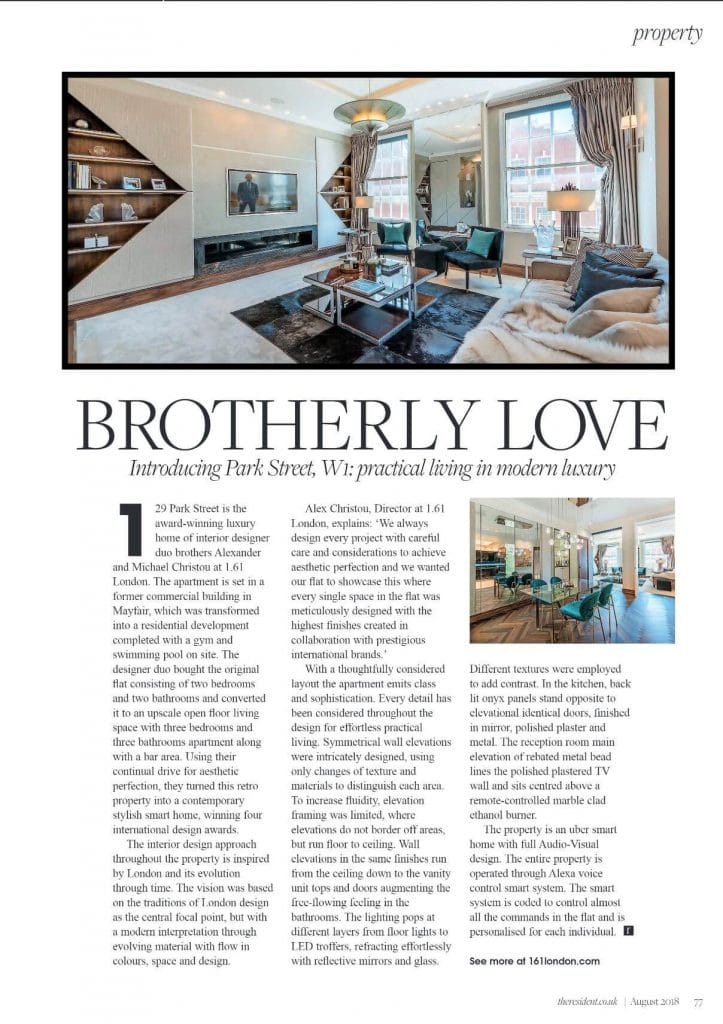 property
BROTHERLY LOVE
Introducing Park Street, W1: practical living in modern luxury
1
29 Park Street is the
award-winning luxury
home of interior designer
duo brothers Alexander
and Michael Christou at 1.61
London. The apartment is set in a
former commercial building in
Mayfair, which was transformed
into a residential development
completed with a gym and
swimming pool on site. The
designer duo bought the original
flat consisting of two bedrooms
and two bathrooms and converted
it to an upscale open floor living
space with three bedrooms and
three bathrooms apartment along
with a bar area. Using their
continual drive for aesthetic
perfection, they turned this retro
property into a contemporary
stylish smart home, winning four
international design awards.
The interior design approach
throughout the property is inspired
by London and its evolution
through time. The vision was based
on the traditions of London design
as the central focal point, but with
a modern interpretation through
evolving material with flow in
colours, space and design.
Alex Christou, Director at 1.61
London, explains: ‘We always
design every project with careful
care and considerations to achieve
aesthetic perfection and we wanted
our flat to showcase this where
every single space in the flat was
meticulously designed with the
highest finishes created in
collaboration with prestigious
international brands.’
With a thoughtfully considered
layout the apartment emits class
and sophistication. Every detail has
been considered throughout the
design for effortless practical
living. Symmetrical wall elevations
were intricately designed, using
only changes of texture and
materials to distinguish each area.
To increase fluidity, elevation
framing was limited, where
elevations do not border off areas,
but run floor to ceiling. Wall
elevations in the same finishes run
from the ceiling down to the vanity
unit tops and doors augmenting the
free-flowing feeling in the
bathrooms. The lighting pops at
different layers from floor lights to
LED troffers, refracting effortlessly
with reflective mirrors and glass.
Different textures were employed
to add contrast. In the kitchen, back
lit onyx panels stand opposite to
elevational identical doors, finished
in mirror, polished plaster and
metal. The reception room main
elevation of rebated metal bead
lines the polished plastered TV
wall and sits centred above a
remote-controlled marble clad
ethanol burner.
The property is an uber smart
home with full Audio-Visual
design. The entire property is
operated through Alexa voice
control smart system. The smart
system is coded to control almost
all the commands in the flat and is
personalised for each individual. r
See more at 161london.com
theresident.co.uk | August 2018 77